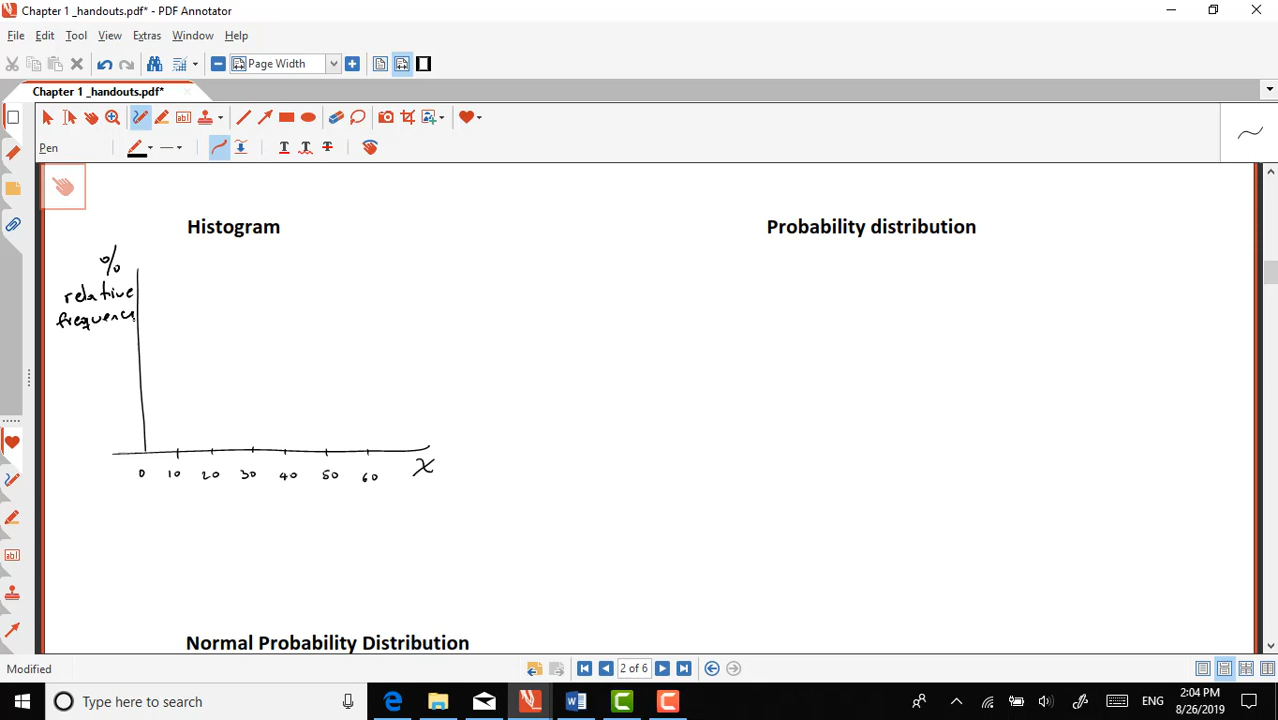 Chapter 1 _handouts.pdf* - PDF Annotator
File Edit Tool View Extras Window Help
Page Width
Chapter 1 _handouts.pdf*
Pen
Histogram
Probability distribution
%
relative
frequency
0 10 20 30 40 50 60 x
Normal Probability Distribution
Modified
2 of 6
Type here to search
ENG
2:04 PM
8/26/2019